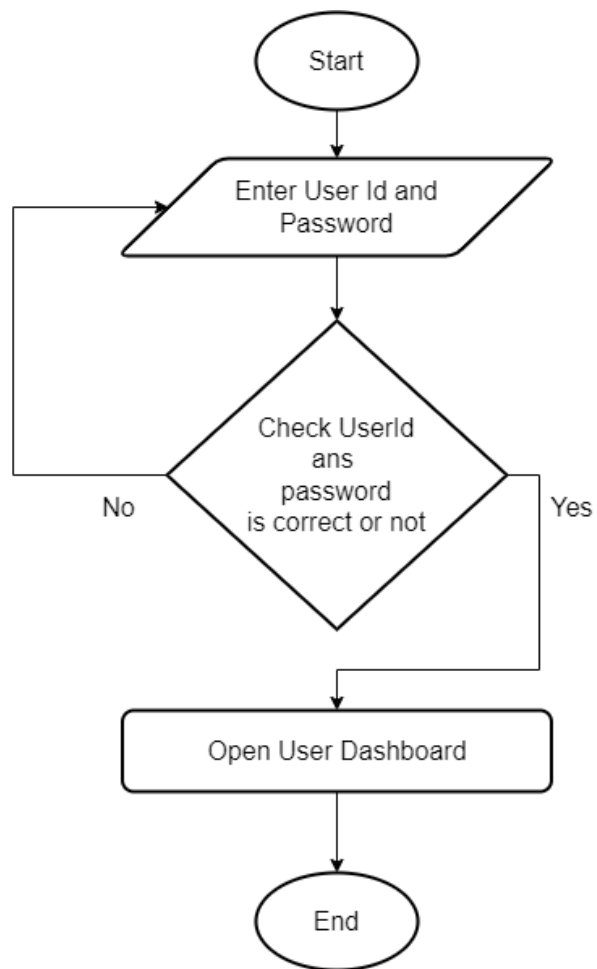 Start
Enter User Id and
Password
Check UserId
ans
password
is correct or not
No
Yes
Open User Dashboard
End